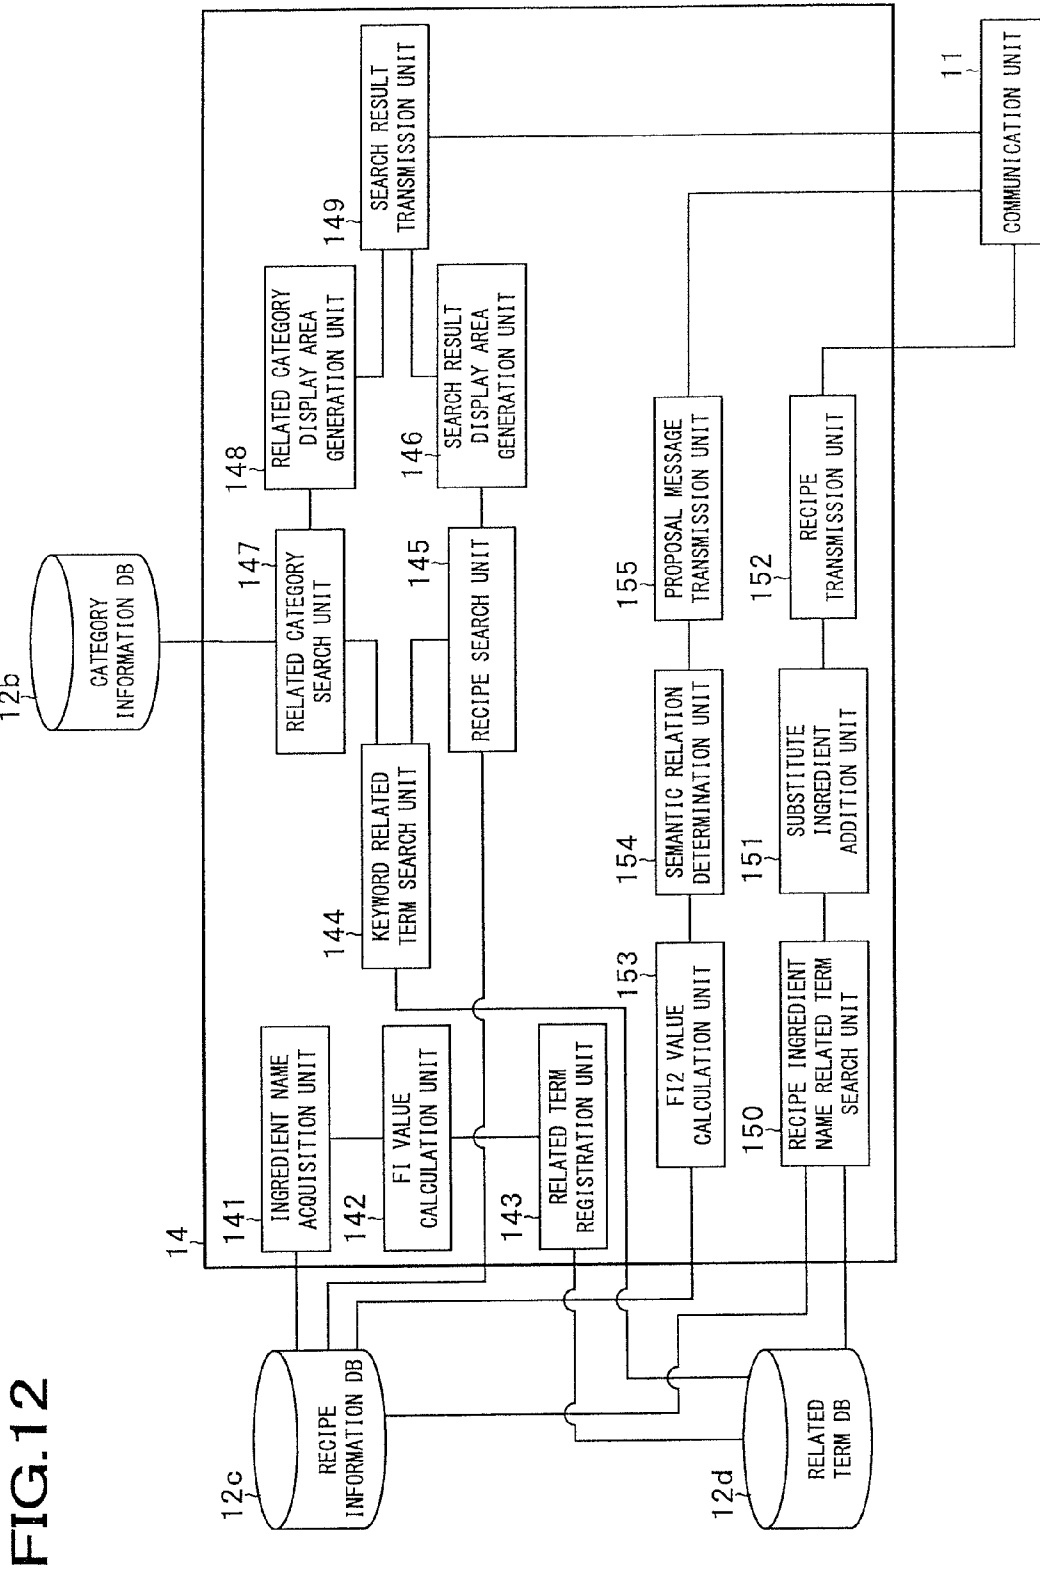 FIG.12
12b
CATEGORY
INFORMATION DB
12c
RECIPE
INFORMATION DB
12d
RELATED
TERM DB
14
141
INGREDIENT NAME
ACQUISITION UNIT
142
FI VALUE
CALCULATION UNIT
143
RELATED TERM
REGISTRATION UNIT
144
KEYWORD RELATED
TERM SEARCH UNIT
147
RELATED CATEGORY
SEARCH UNIT
145
RECIPE SEARCH UNIT
148
RELATED CATEGORY
DISPLAY AREA
GENERATION UNIT
146
SEARCH RESULT
DISPLAY AREA
GENERATION UNIT
149
SEARCH RESULT
TRANSMISSION UNIT
153
FI2 VALUE
CALCULATION UNIT
154
SEMANTIC RELATION
DETERMINATION UNIT
155
PROPOSAL MESSAGE
TRANSMISSION UNIT
150
RECIPE INGREDIENT
NAME RELATED TERM
SEARCH UNIT
151
SUBSTITUTE
INGREDIENT
ADDITION UNIT
152
RECIPE
TRANSMISSION UNIT
11
COMMUNICATION UNIT